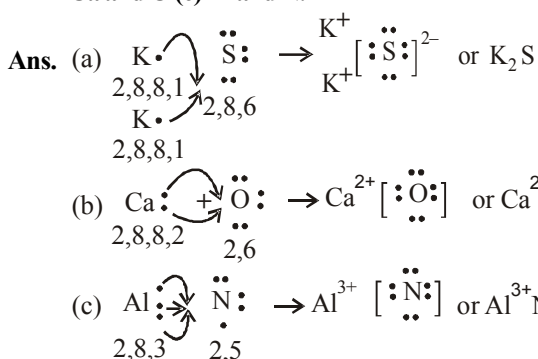 Ans. (a) K• S: → K⁺ K⁺ [:S:]²⁻ or K₂S
2,8,8,1 2,8,6
K•
2,8,8,1
(b) Ca: + O: → Ca²⁺ [:O:] or Ca²
2,8,8,2 2,6
(c) Al: N: → Al³⁺ [:N:] or Al³⁺N
2,8,3 2,5